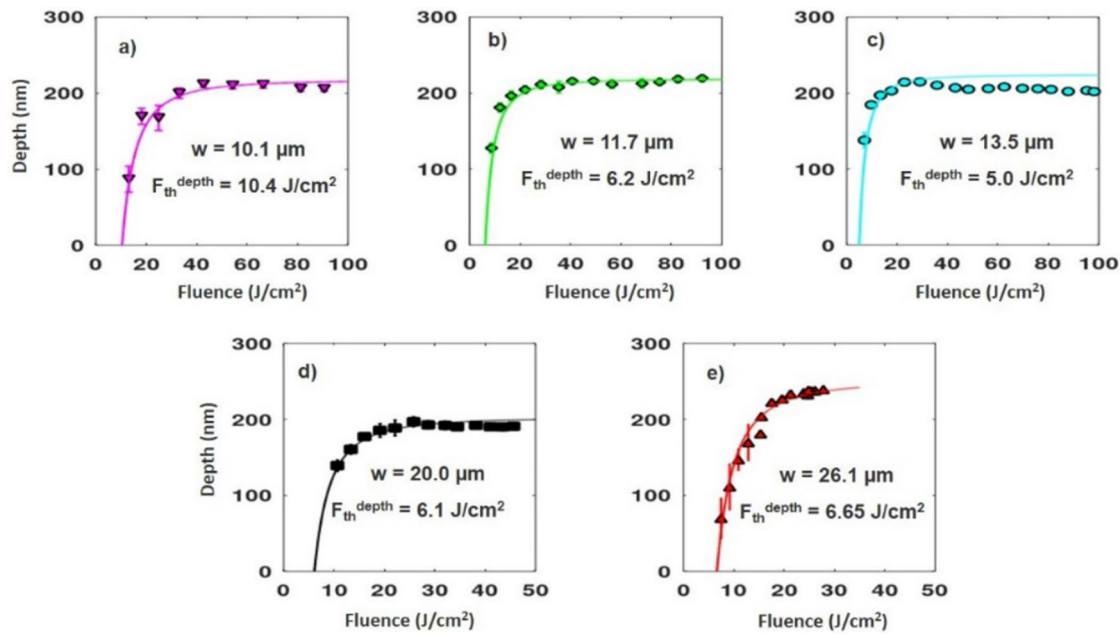 300
200
100
0
Depth (nm)
a)
w = 10.1 µm
F_th^depth = 10.4 J/cm²
0 20 40 60 80 100
Fluence (J/cm²)
300
200
100
0
b)
w = 11.7 µm
F_th^depth = 6.2 J/cm²
0 20 40 60 80 100
Fluence (J/cm²)
300
200
100
0
c)
w = 13.5 µm
F_th^depth = 5.0 J/cm²
0 20 40 60 80 100
Fluence (J/cm²)
300
200
100
0
Depth (nm)
d)
w = 20.0 µm
F_th^depth = 6.1 J/cm²
0 10 20 30 40 50
Fluence (J/cm²)
300
200
100
0
e)
w = 26.1 µm
F_th^depth = 6.65 J/cm²
0 10 20 30 40 50
Fluence (J/cm²)